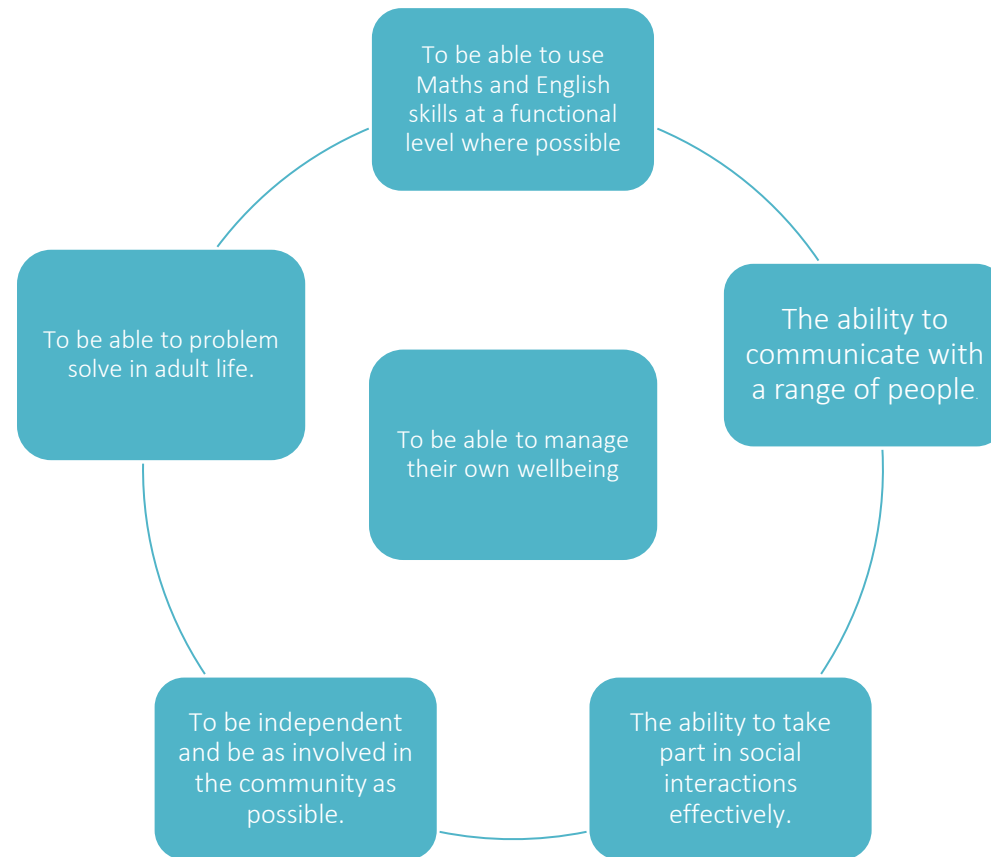 To be able to use
Maths and English
skills at a functional
level where possible
The ability to
communicate with
a range of people.
To be able to problem
solve in adult life.
To be able to manage
their own wellbeing
To be independent
and be as involved in
the community as
possible.
The ability to take
part in social
interactions
effectively.